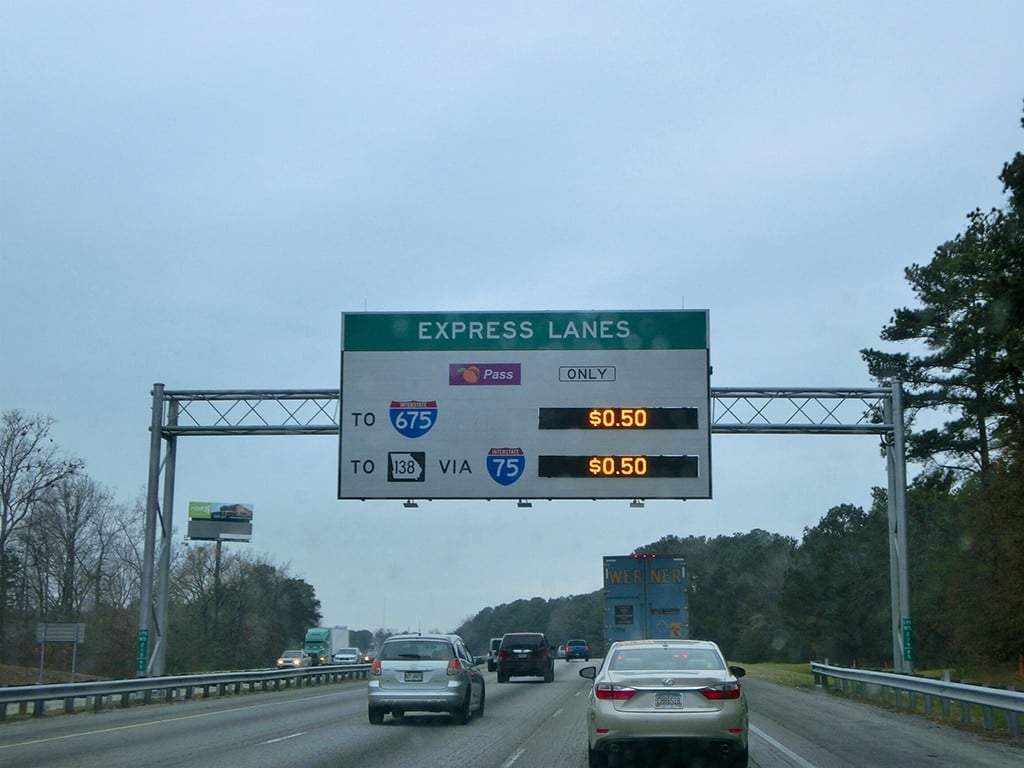 EXPRESS LANES
Pass ONLY
TO INTERSTATE 675 $0.50
TO 138 VIA INTERSTATE 75 $0.50
WERNER